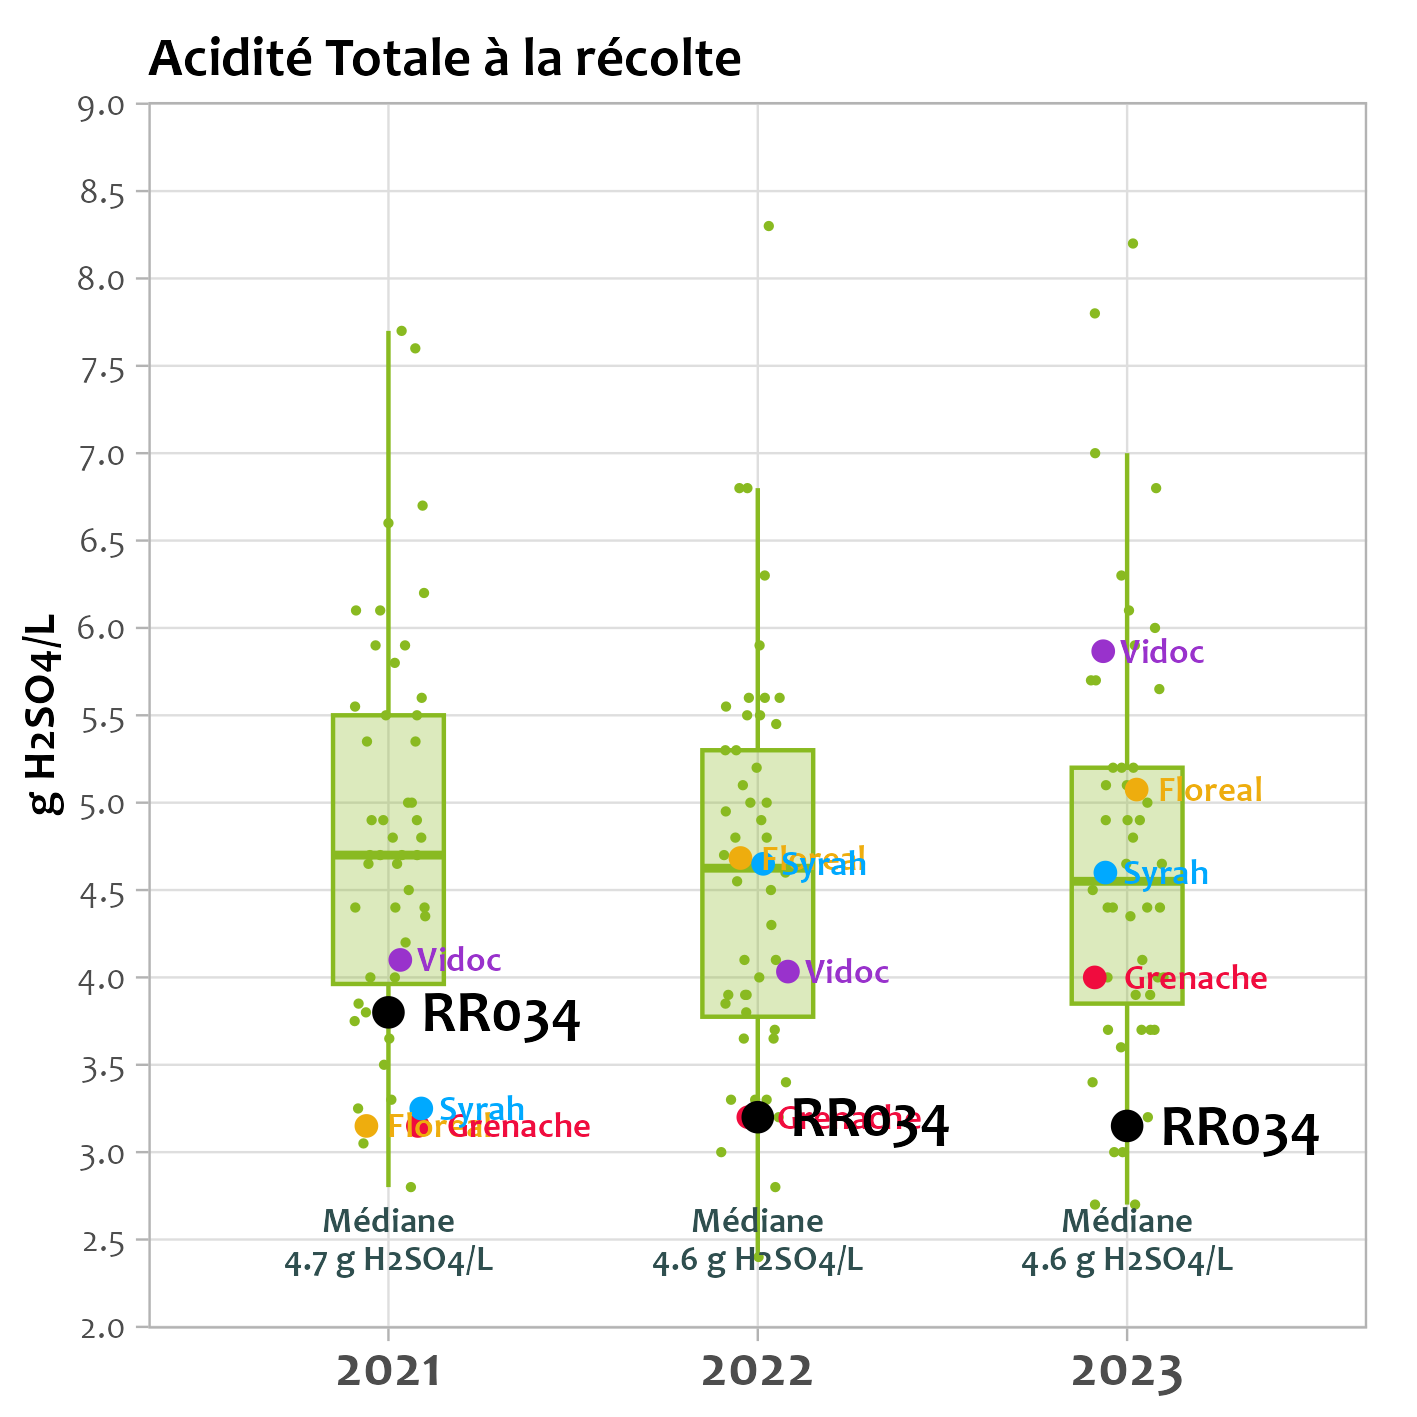 Acidité Totale à la récolte
g H2SO4/L
9.0
8.5
8.0
7.5
7.0
6.5
6.0
5.5
5.0
4.5
4.0
3.5
3.0
2.5
2.0
Vidoc
RR034
Syrah
Floreal
Grenache
Médiane
4.7 g H2SO4/L
Floreal
Syrah
Vidoc
Grenache
RR034
Médiane
4.6 g H2SO4/L
Vidoc
Floreal
Syrah
Grenache
RR034
Médiane
4.6 g H2SO4/L
2021
2022
2023